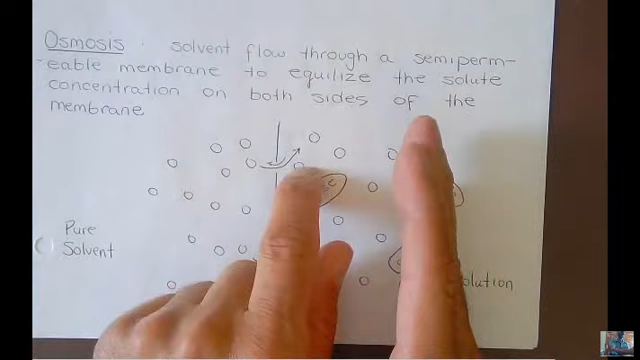 Osmosis : solvent flow through a semiperm-
-eable membrane to equilize the solute
concentration on both sides of the
membrane
Pure
Solvent